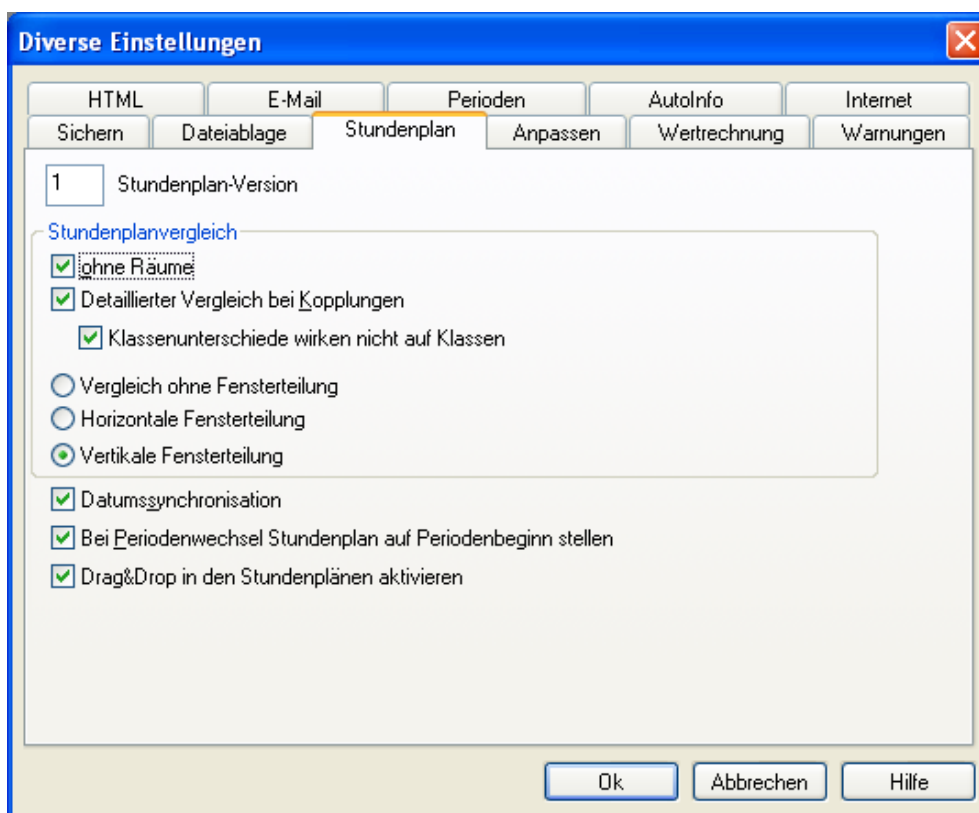 Diverse Einstellungen
HTML E-Mail Perioden AutoInfo Internet
Sichern Dateiablage Stundenplan Anpassen Wertrechnung Warnungen
1 Stundenplan-Version
Stundenplanvergleich
ohne Räume
Detaillierter Vergleich bei Kopplungen
Klassenunterschiede wirken nicht auf Klassen
Vergleich ohne Fensterteilung
Horizontale Fensterteilung
Vertikale Fensterteilung
Datumssynchronisation
Bei Periodenwechsel Stundenplan auf Periodenbeginn stellen
Drag&Drop in den Stundenplänen aktivieren
Ok Abbrechen Hilfe